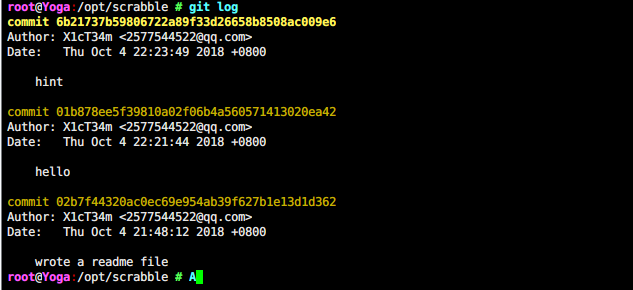 root@Yoga:/opt/scrabble # git log
commit 6b21737b59806722a89f33d26658b8508ac009e6
Author: X1cT34m <2577544522@qq.com>
Date:   Thu Oct 4 22:23:49 2018 +0800
    hint
commit 01b878ee5f39810a02f06b4a560571413020ea42
Author: X1cT34m <2577544522@qq.com>
Date:   Thu Oct 4 22:21:44 2018 +0800
    hello
commit 02b7f44320ac0ec69e954ab39f627b1e13d1d362
Author: X1cT34m <2577544522@qq.com>
Date:   Thu Oct 4 21:48:12 2018 +0800
    wrote a readme file
root@Yoga:/opt/scrabble # A